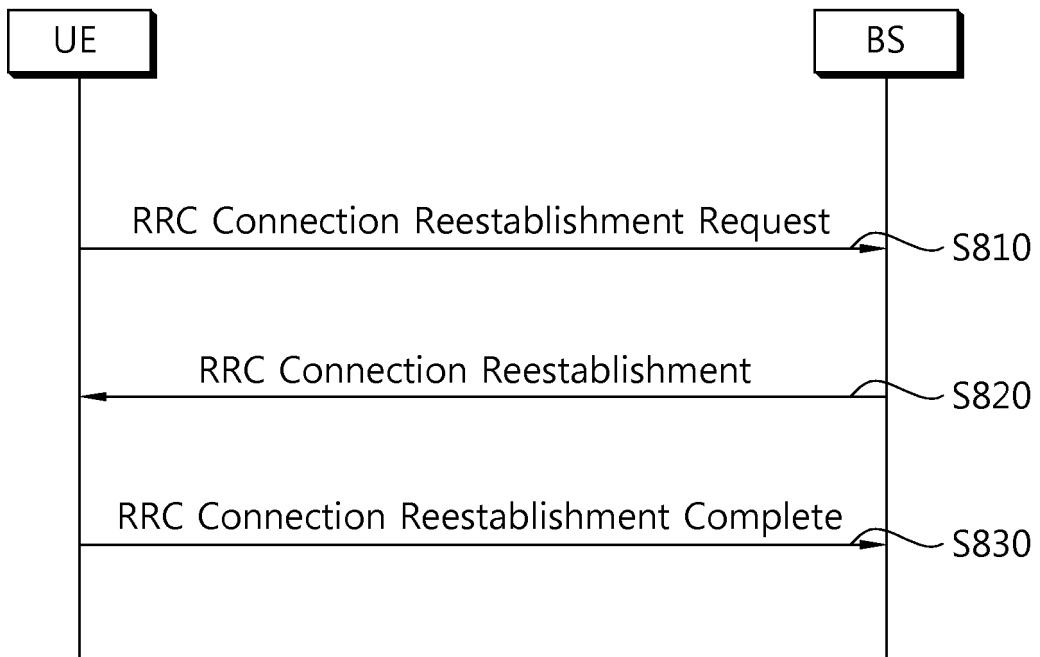 UE
BS
RRC Connection Reestablishment Request
S810
RRC Connection Reestablishment
S820
RRC Connection Reestablishment Complete
S830